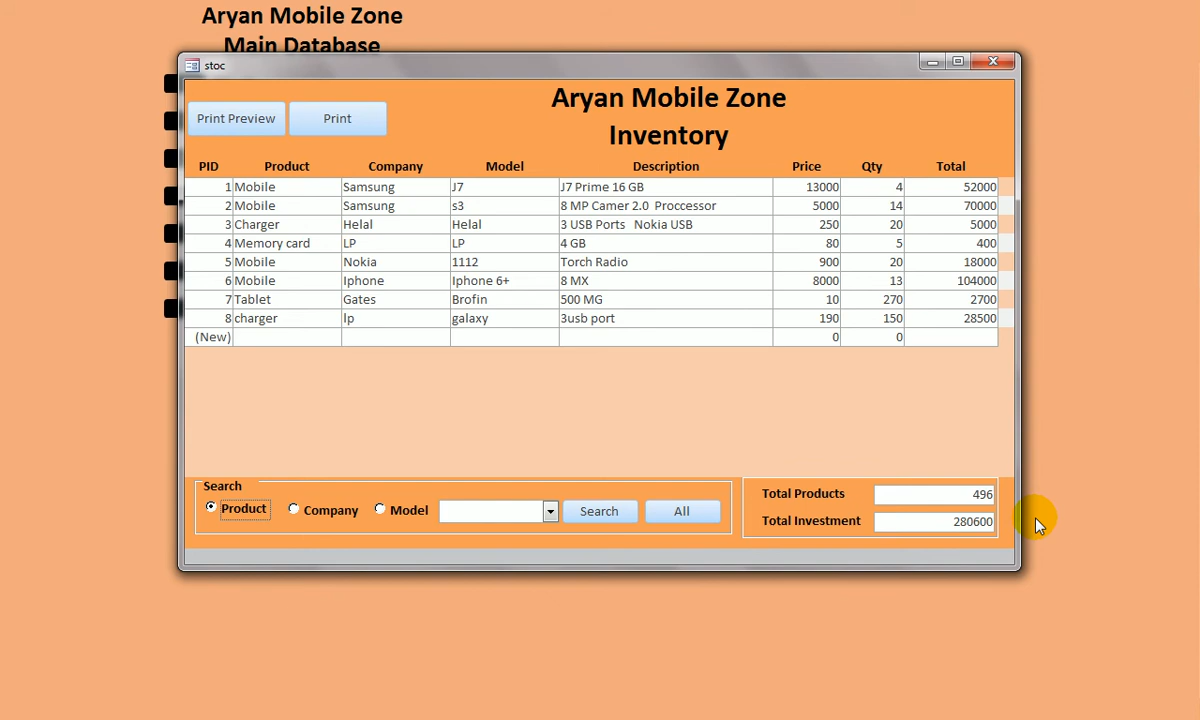 Aryan Mobile Zone
Main Database
stoc
Print Preview Print
Aryan Mobile Zone
Inventory
PID Product Company Model Description Price Qty Total
1 Mobile Samsung J7 J7 Prime 16 GB 13000 4 52000
2 Mobile Samsung s3 8 MP Camer 2.0 Proccessor 5000 14 70000
3 Charger Helal Helal 3 USB Ports Nokia USB 250 20 5000
4 Memory card LP LP 4 GB 80 5 400
5 Mobile Nokia 1112 Torch Radio 900 20 18000
6 Mobile Iphone Iphone 6+ 8 MX 8000 13 104000
7 Tablet Gates Brofin 500 MG 10 270 2700
8 charger lp galaxy 3usb port 190 150 28500
(New) 0 0
Search
Product Company Model Search All
Total Products 496
Total Investment 280600